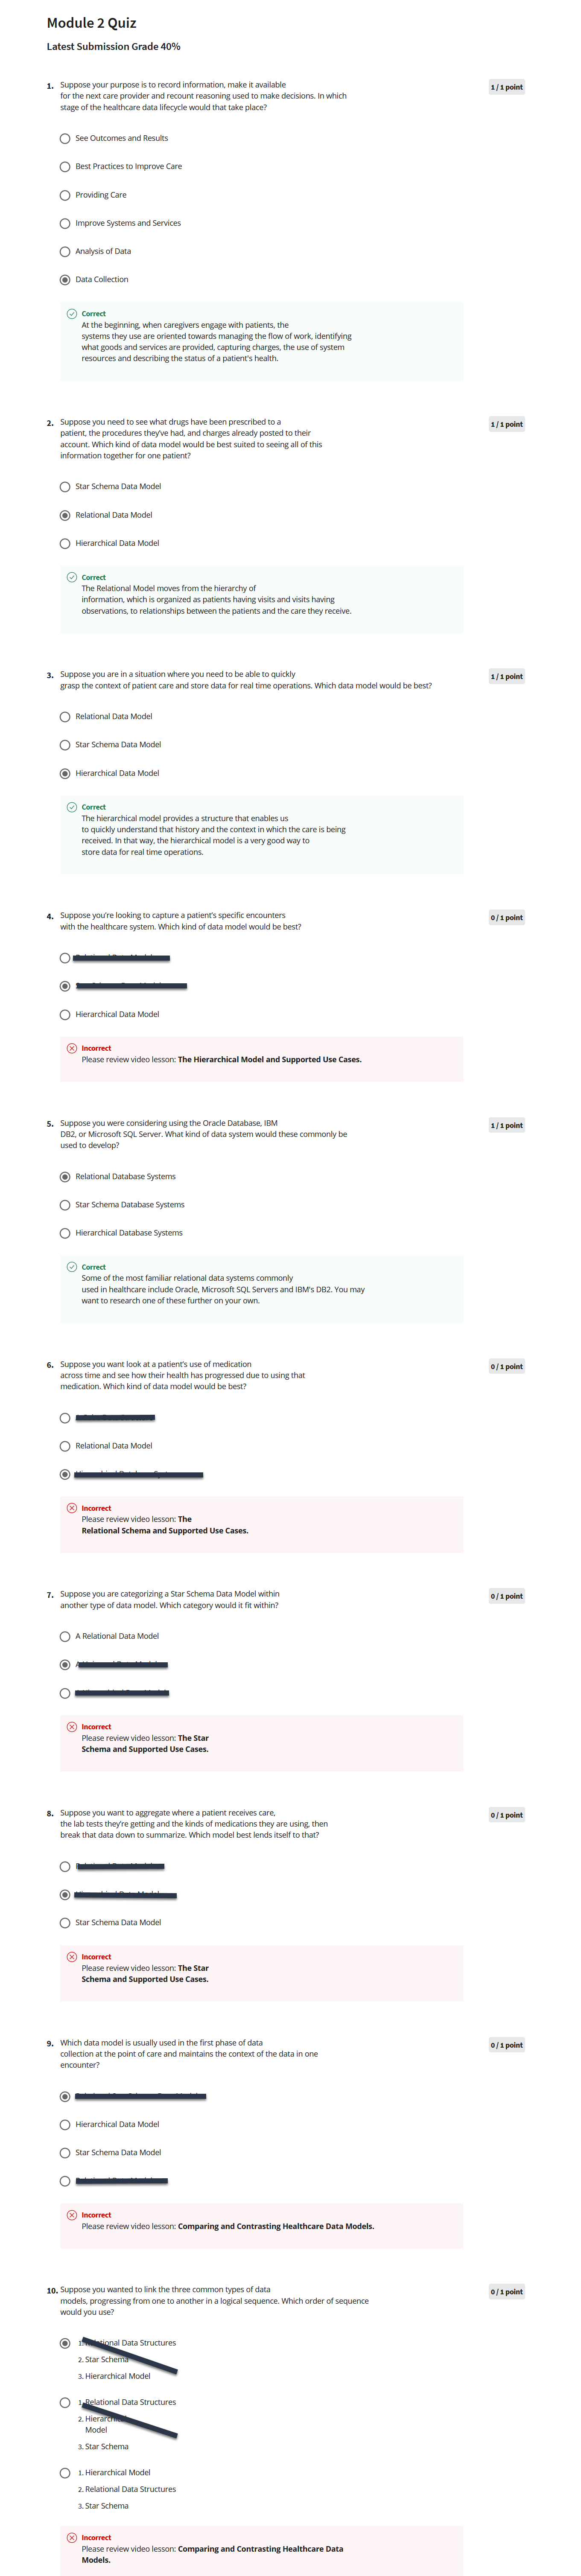 Module 2 Quiz
Latest Submission Grade 40%
1. Suppose your purpose is to record information, make it available
for the next care provider and recount reasoning used to make decisions. In which
stage of the healthcare data lifecycle would that take place?
1 / 1 point
See Outcomes and Results
Best Practices to Improve Care
Providing Care
Improve Systems and Services
Analysis of Data
Data Collection
Correct
At the beginning, when caregivers engage with patients, the
systems they use are oriented towards managing the flow of work, identifying
what goods and services are provided, capturing charges, the use of system
resources and describing the status of a patient's health.
2. Suppose you need to see what drugs have been prescribed to a
patient, the procedures they've had, and charges already posted to their
account. Which kind of data model would be best suited to seeing all of this
information together for one patient?
1 / 1 point
Star Schema Data Model
Relational Data Model
Hierarchical Data Model
Correct
The Relational Model moves from the hierarchy of
information, which is organized as patients having visits and visits having
observations, to relationships between the patients and the care they receive.
3. Suppose you are in a situation where you need to be able to quickly
grasp the context of patient care and store data for real time operations. Which data model would be best?
1 / 1 point
Relational Data Model
Star Schema Data Model
Hierarchical Data Model
Correct
The hierarchical model provides a structure that enables us
to quickly understand that history and the context in which the care is being
received. In that way, the hierarchical model is a very good way to
store data for real time operations.
4. Suppose you're looking to capture a patient's specific encounters
with the healthcare system. Which kind of data model would be best?
0 / 1 point
Hierarchical Data Model
Incorrect
Please review video lesson: The Hierarchical Model and Supported Use Cases.
5. Suppose you were considering using the Oracle Database, IBM
DB2, or Microsoft SQL Server. What kind of data system would these commonly be
used to develop?
1 / 1 point
Relational Database Systems
Star Schema Database Systems
Hierarchical Database Systems
Correct
Some of the most familiar relational data systems commonly
used in healthcare include Oracle, Microsoft SQL Servers and IBM's DB2. You may
want to research one of these further on your own.
6. Suppose you want look at a patient's use of medication
across time and see how their health has progressed due to using that
medication. Which kind of data model would be best?
0 / 1 point
Relational Data Model
Incorrect
Please review video lesson: The
Relational Schema and Supported Use Cases.
7. Suppose you are categorizing a Star Schema Data Model within
another type of data model. Which category would it fit within?
0 / 1 point
A Relational Data Model
Incorrect
Please review video lesson: The Star
Schema and Supported Use Cases.
8. Suppose you want to aggregate where a patient receives care,
the lab tests they're getting and the kinds of medications they are using, then
break that data down to summarize. Which model best lends itself to that?
0 / 1 point
Star Schema Data Model
Incorrect
Please review video lesson: The Star
Schema and Supported Use Cases.
9. Which data model is usually used in the first phase of data
collection at the point of care and maintains the context of the data in one
encounter?
0 / 1 point
Hierarchical Data Model
Star Schema Data Model
Incorrect
Please review video lesson: Comparing and Contrasting Healthcare Data Models.
10. Suppose you wanted to link the three common types of data
models, progressing from one to another in a logical sequence. Which order of sequence
would you use?
0 / 1 point
1. Relational Data Structures
2. Star Schema
3. Hierarchical Model
1. Relational Data Structures
2. Hierarchical
Model
3. Star Schema
1. Hierarchical Model
2. Relational Data Structures
3. Star Schema
Incorrect
Please review video lesson: Comparing and Contrasting Healthcare Data
Models.